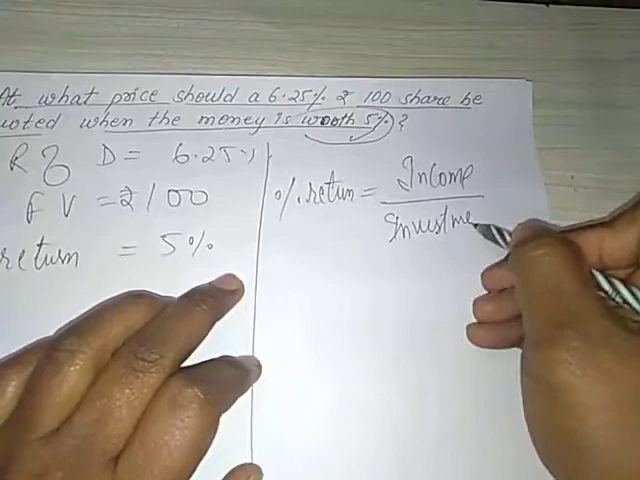 At what price should a 6.25% ₹ 100 share be
uoted when the money is worth 5%?
R of D = 6.25%
F V = ₹ 100
return = 5%
% return = Income
Investme